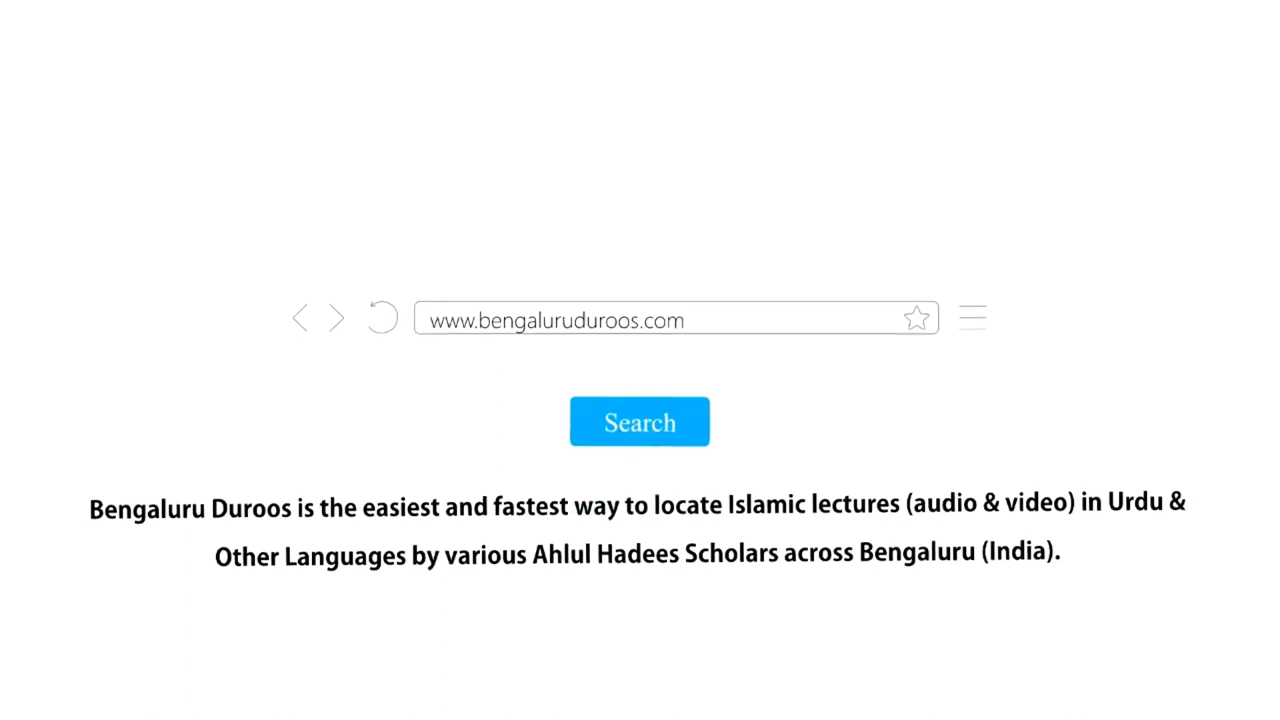 www.bengaluruduroos.com
Search
Bengaluru Duroos is the easiest and fastest way to locate Islamic lectures (audio & video) in Urdu &
Other Languages by various Ahlul Hadees Scholars across Bengaluru (India).